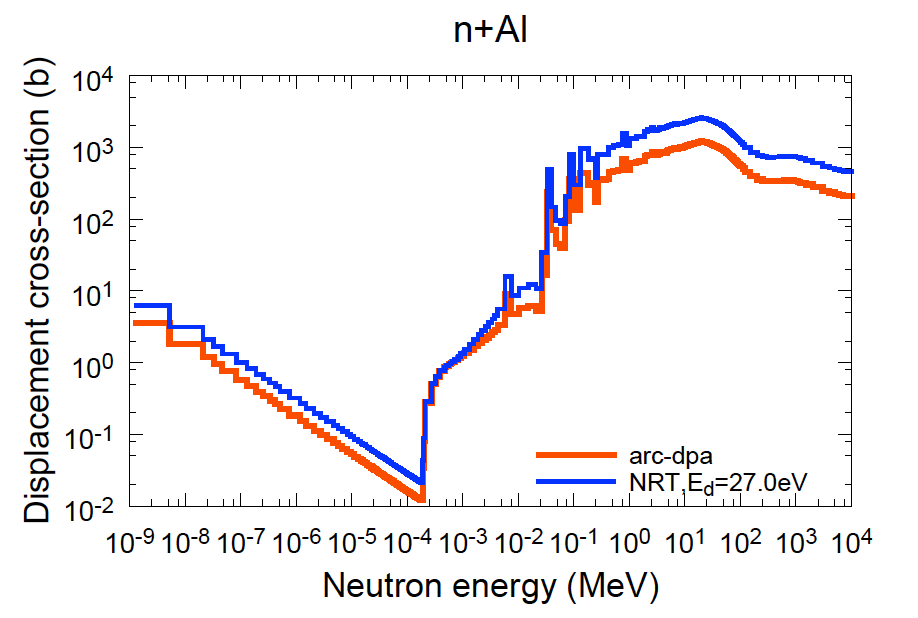 n+Al
Displacement cross-section (b)
10^4
10^3
10^2
10^1
10^0
10^-1
10^-2
arc-dpa
NRT,E_d=27.0eV
10^-9 10^-8 10^-7 10^-6 10^-5 10^-4 10^-3 10^-2 10^-1 10^0 10^1 10^2 10^3 10^4
Neutron energy (MeV)